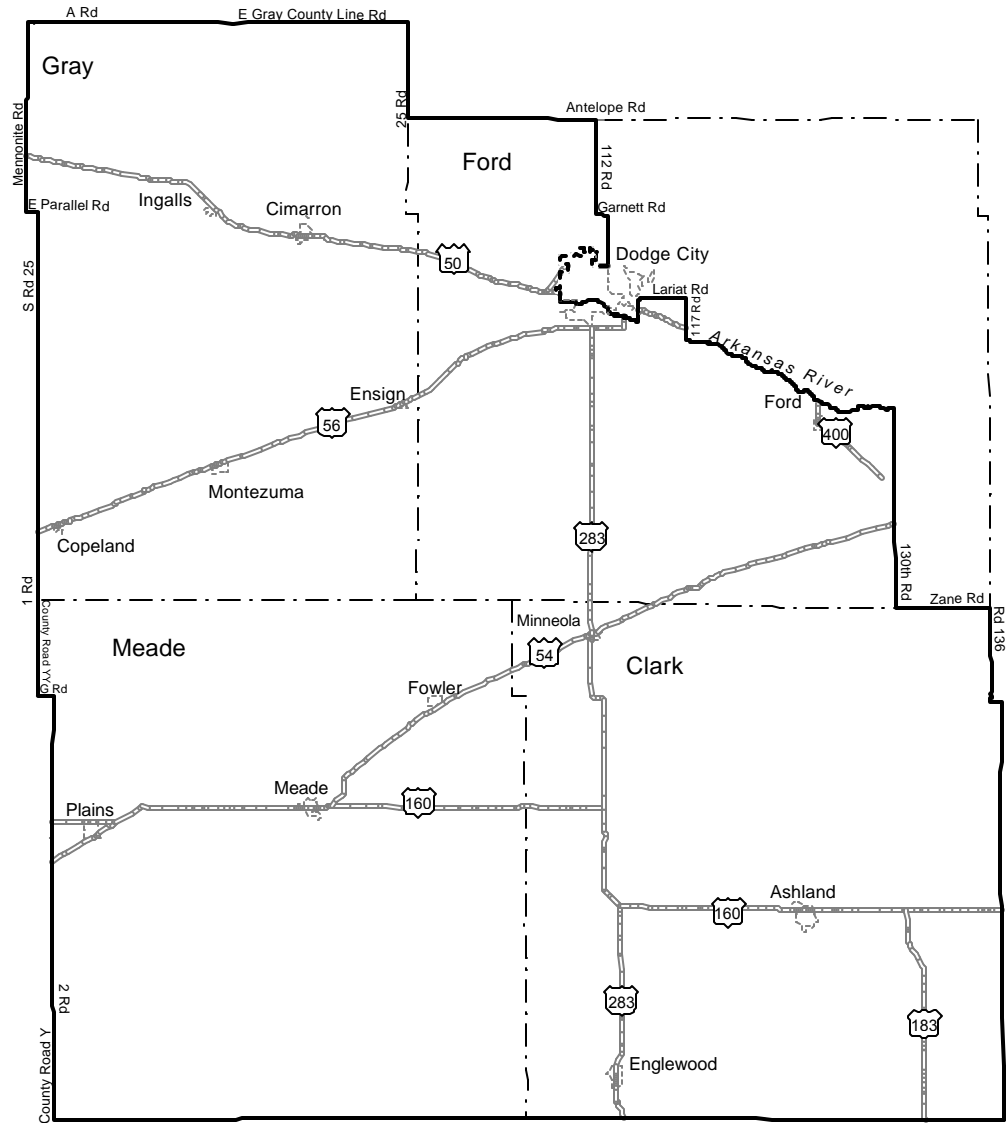 A Rd
E Gray County Line Rd
Gray
Mennonite Rd
25 Rd
Antelope Rd
Ford
112 Rd
Ingalls
E Parallel Rd
Cimarron
Garnett Rd
Dodge City
50
S Rd 25
Lariat Rd
117 Rd
Arkansas River
Ensign
Ford
56
400
Montezuma
Copeland
283
1 Rd
130th Rd
Zane Rd
County Road YY
Minneola
Rd 136
Meade
54
Clark
G Rd
Fowler
Meade
160
Plains
Ashland
160
2 Rd
283
183
County Road Y
Englewood